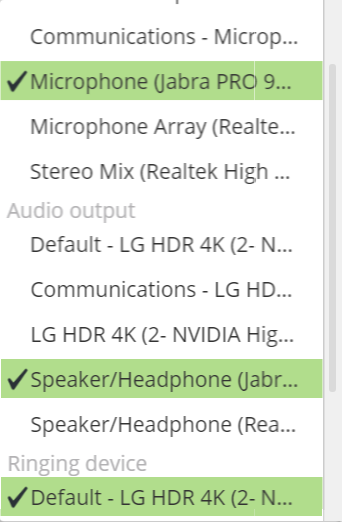 Communications - Microp...
Microphone (Jabra PRO 9...
Microphone Array (Realte...
Stereo Mix (Realtek High ...
Audio output
Default - LG HDR 4K (2- N...
Communications - LG HD...
LG HDR 4K (2- NVIDIA Hig...
Speaker/Headphone (Jabr...
Speaker/Headphone (Rea...
Ringing device
Default - LG HDR 4K (2- N...